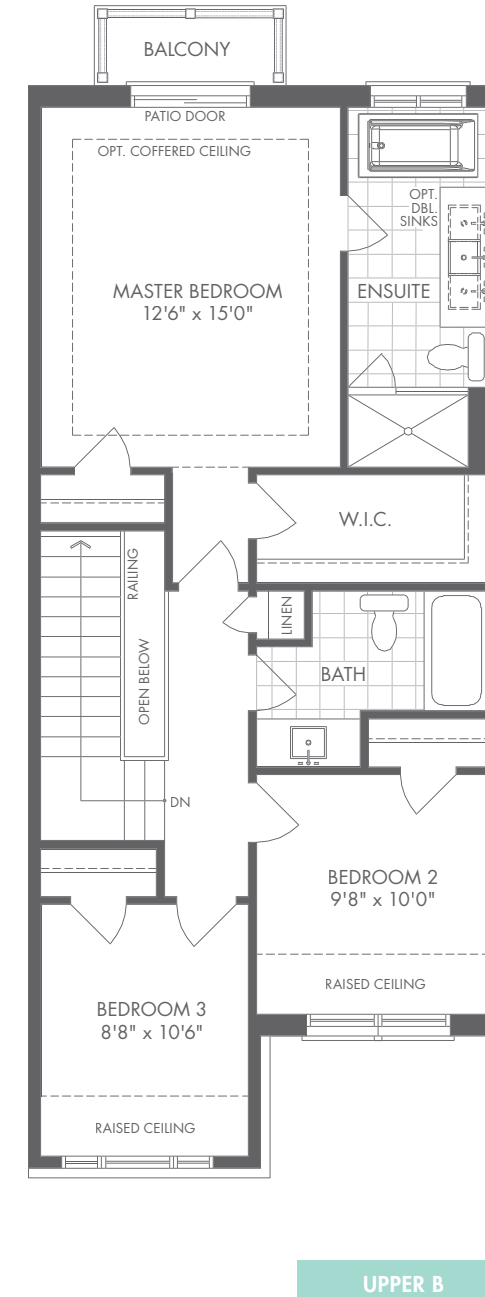 BALCONY
PATIO DOOR
OPT. COFFERED CEILING
OPT.
DBL.
SINKS
MASTER BEDROOM
12'6" x 15'0"
ENSUITE
W.I.C.
RAILING
LINEN
OPEN BELOW
BATH
DN
BEDROOM 2
9'8" x 10'0"
RAISED CEILING
BEDROOM 3
8'8" x 10'6"
RAISED CEILING
UPPER B